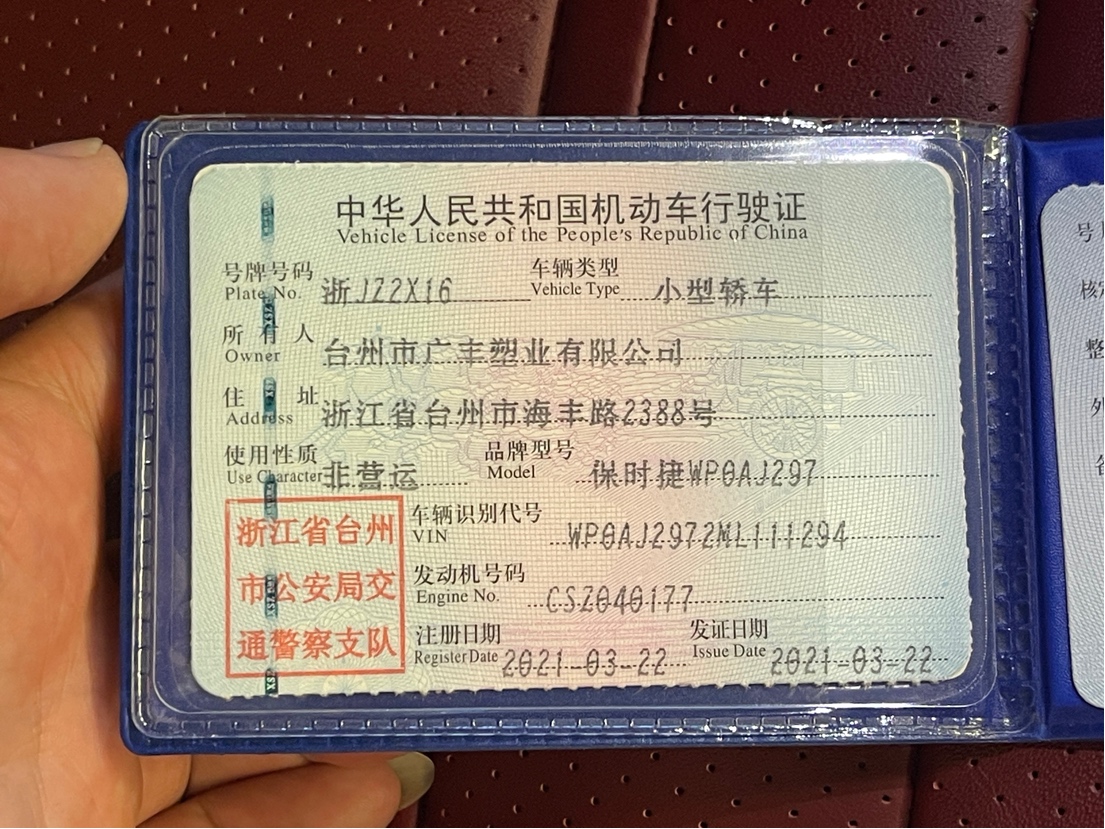 中华人民共和国机动车行驶证
Vehicle License of the People's Republic of China
号牌号码 浙JZ2X16 车辆类型 小型轿车
Plate No. Vehicle Type
所有人 台州市广丰塑业有限公司
Owner
住址 浙江省台州市海丰路2388号
Address
使用性质 非营运 品牌型号 保时捷WP0AJ297
Use Character Model
浙江省台州
市公安局交
通警察支队
车辆识别代号 WP0AJ2972ML111294
VIN
发动机号码 CSZ040177
Engine No.
注册日期 2021-03-22 发证日期 2021-03-22
Register Date Issue Date
号
核定
整
外